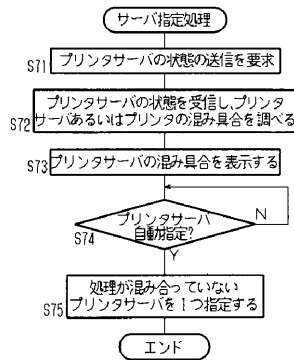 サーバ指定処理
S71
プリンタサーバの状態の送信を要求
S72
プリンタサーバの状態を受信し、プリンタ
サーバあるいはプリンタの混み具合を調べる
S73
プリンタサーバの混み具合を表示する
プリンタサーバ
自動指定?
N
S74
Y
処理が混み合っていない
プリンタサーバを1つ指定する
S75
エンド